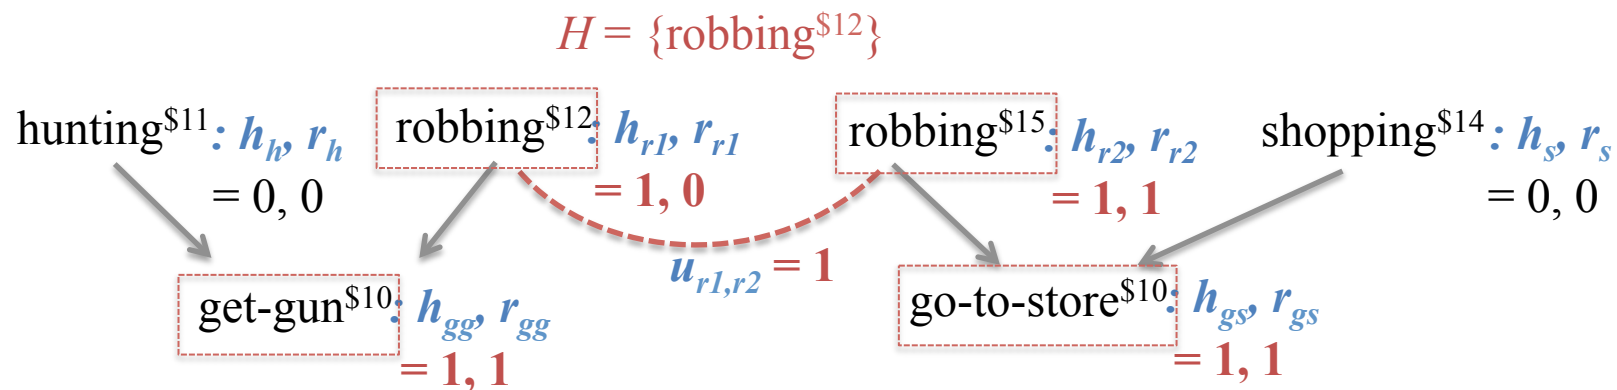 H = {robbing$12}
hunting$11 : hh, rh = 0, 0
robbing$12 : hr1, rr1 = 1, 0
robbing$15 : hr2, rr2 = 1, 1
shopping$14 : hs, rs = 0, 0
ur1,r2 = 1
get-gun$10 : hgg, rgg = 1, 1
go-to-store$10 : hgs, rgs = 1, 1